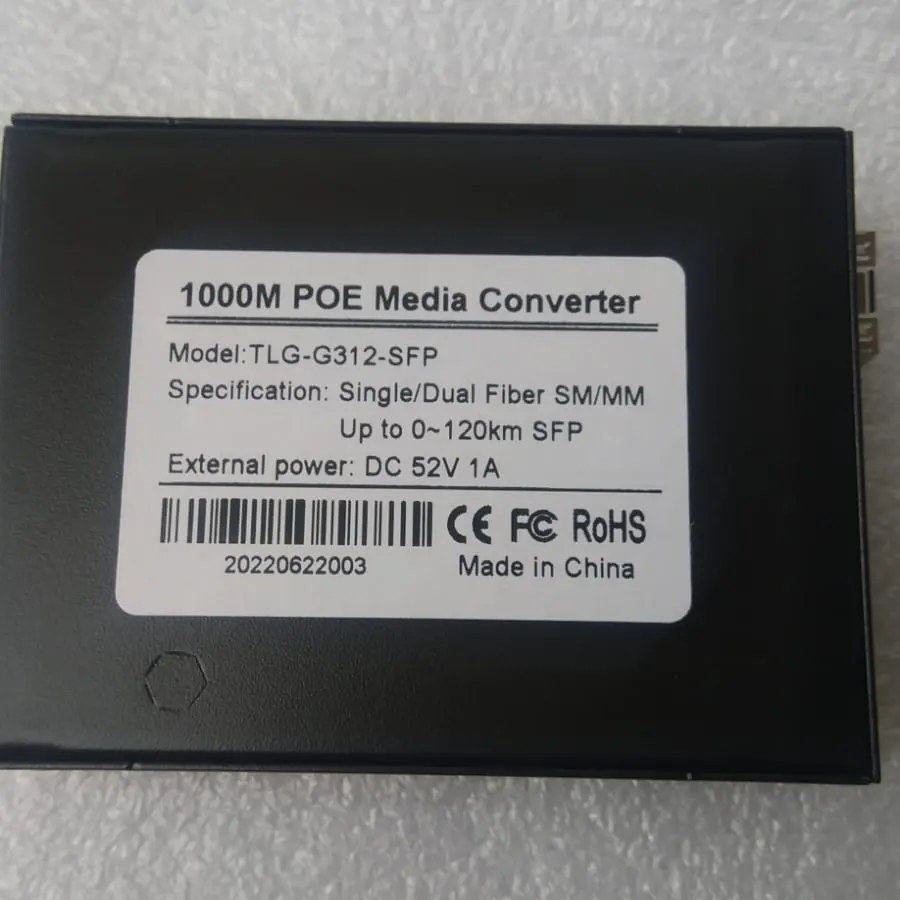 1000M POE Media Converter
Model:TLG-G312-SFP
Specification: Single/Dual Fiber SM/MM
Up to 0~120km SFP
External power: DC 52V 1A
CE FC RoHS
20220622003 Made in China